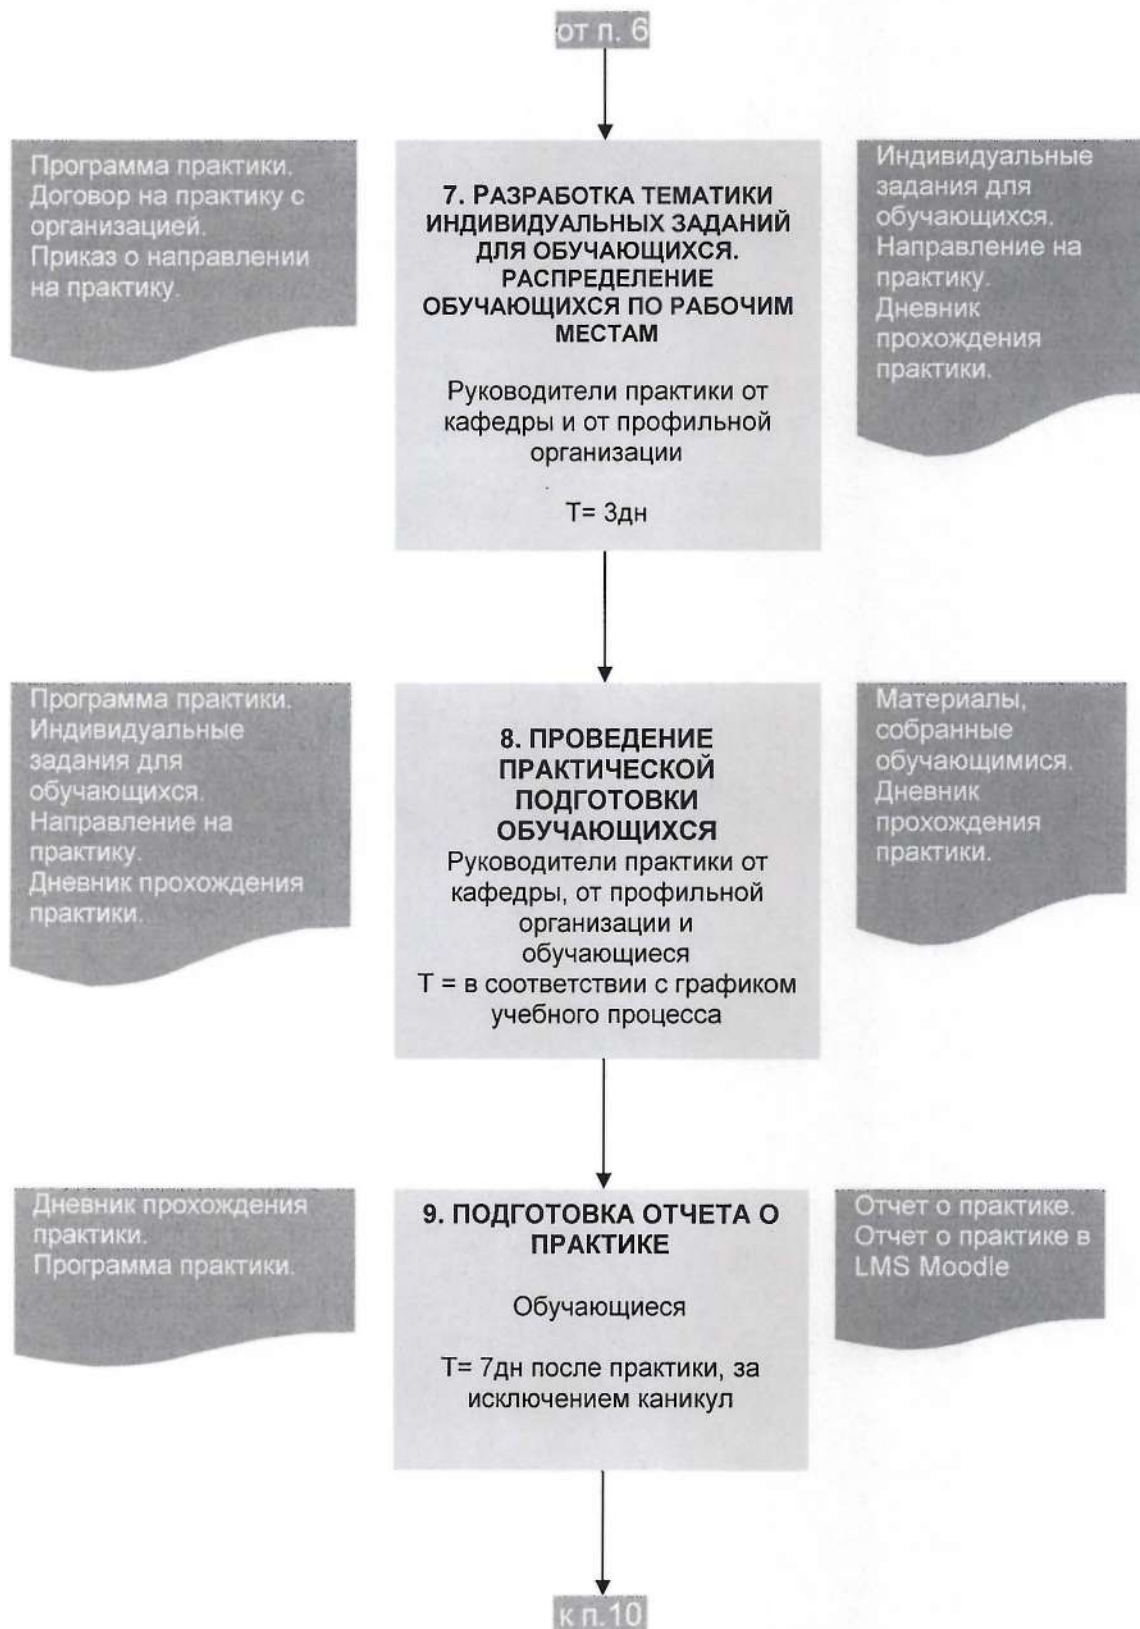 от п. 6
Программа практики.
Договор на практику с
организацией.
Приказ о направлении
на практику.
7. РАЗРАБОТКА ТЕМАТИКИ
ИНДИВИДУАЛЬНЫХ ЗАДАНИЙ
ДЛЯ ОБУЧАЮЩИХСЯ.
РАСПРЕДЕЛЕНИЕ
ОБУЧАЮЩИХСЯ ПО РАБОЧИМ
МЕСТАМ
Руководители практики от
кафедры и от профильной
организации
Т= 3дн
Индивидуальные
задания для
обучающихся.
Направление на
практику.
Дневник
прохождения
практики.
Программа практики.
Индивидуальные
задания для
обучающихся.
Направление на
практику.
Дневник прохождения
практики.
8. ПРОВЕДЕНИЕ
ПРАКТИЧЕСКОЙ
ПОДГОТОВКИ
ОБУЧАЮЩИХСЯ
Руководители практики от
кафедры, от профильной
организации и
обучающиеся
Т = в соответствии с графиком
учебного процесса
Материалы,
собранные
обучающимися.
Дневник
прохождения
практики.
Дневник прохождения
практики.
Программа практики.
9. ПОДГОТОВКА ОТЧЕТА О
ПРАКТИКЕ
Обучающиеся
Т= 7дн после практики, за
исключением каникул
Отчет о практике.
Отчет о практике в
LMS Moodle
к п.10